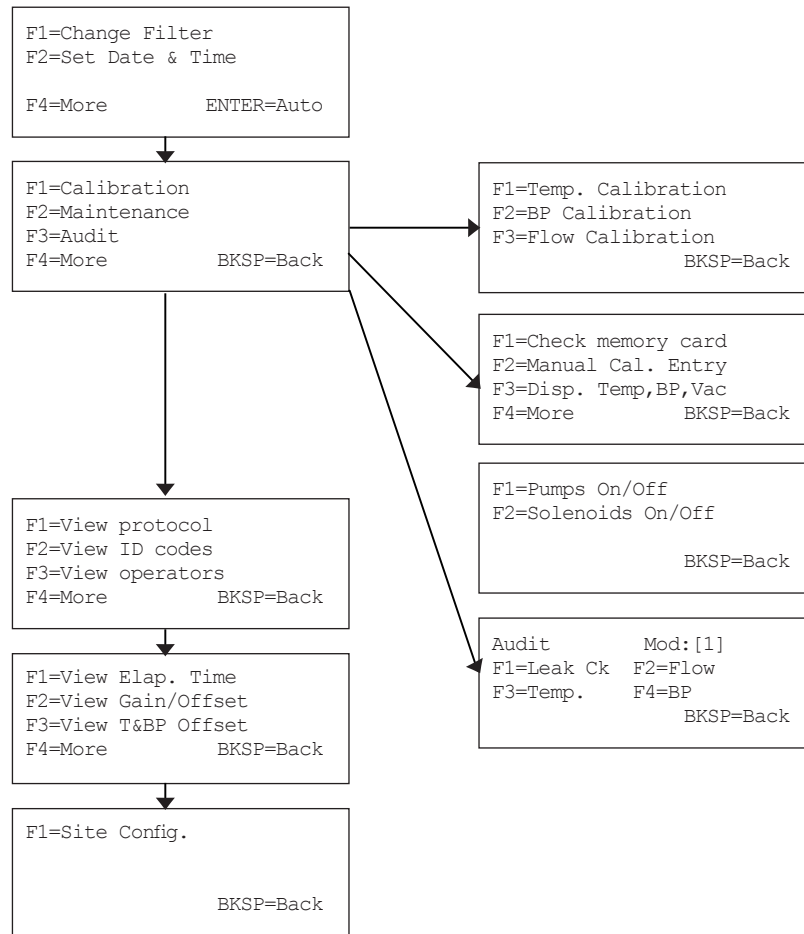 F1=Change Filter
F2=Set Date & Time
F4=More ENTER=Auto
F1=Calibration
F2=Maintenance
F3=Audit
F4=More BKSP=Back
F1=Temp. Calibration
F2=BP Calibration
F3=Flow Calibration
BKSP=Back
F1=Check memory card
F2=Manual Cal. Entry
F3=Disp. Temp,BP,Vac
F4=More BKSP=Back
F1=Pumps On/Off
F2=Solenoids On/Off
BKSP=Back
Audit Mod:[1]
F1=Leak Ck F2=Flow
F3=Temp. F4=BP
BKSP=Back
F1=View protocol
F2=View ID codes
F3=View operators
F4=More BKSP=Back
F1=View Elap. Time
F2=View Gain/Offset
F3=View T&BP Offset
F4=More BKSP=Back
F1=Site Config.
BKSP=Back